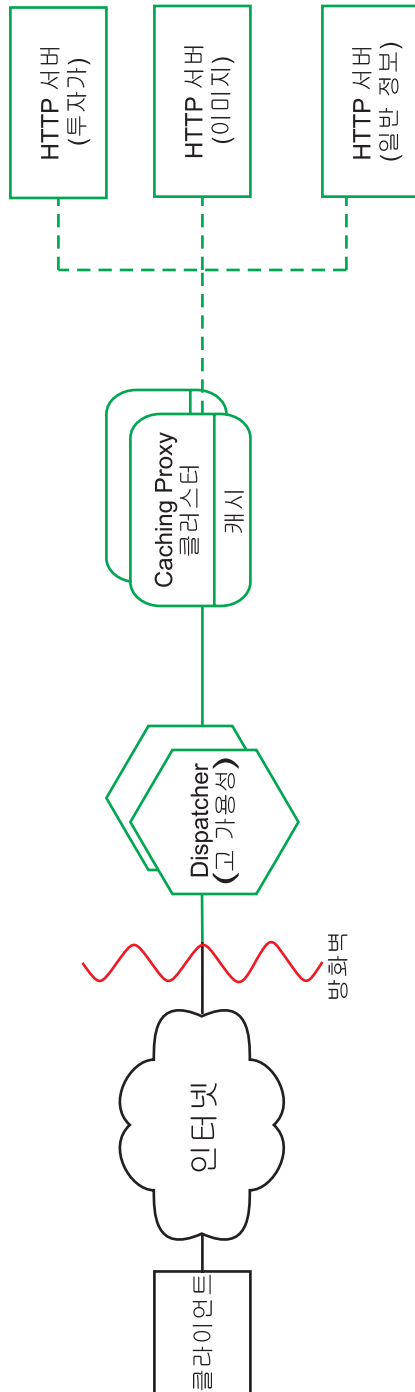 클라이언트
인터넷
방화벽
Dispatcher
(고 가용성)
Caching Proxy
클러스터
캐시
HTTP 서버
(투자가)
HTTP 서버
(이미지)
HTTP 서버
(일반 정보)